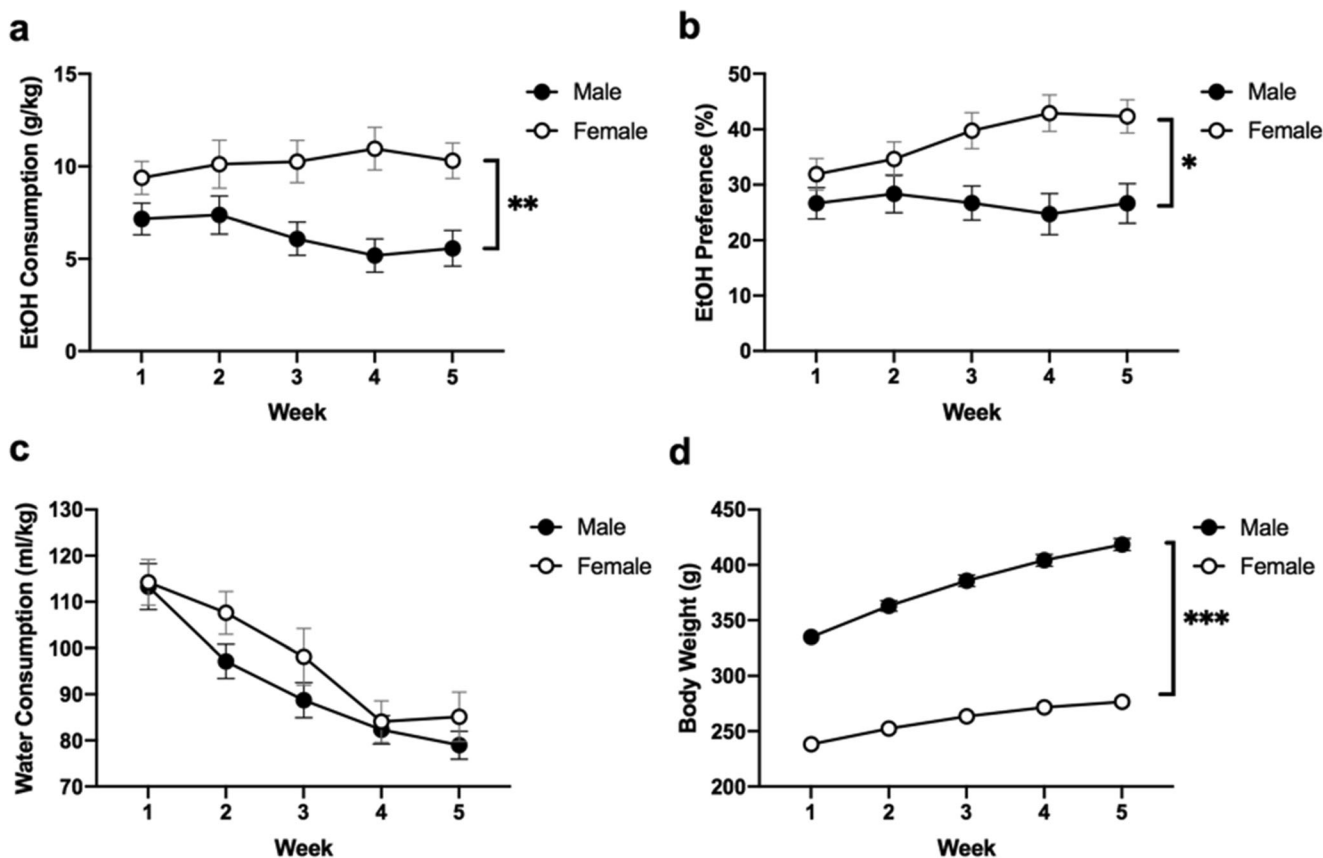 a
EtOH Consumption (g/kg)
15
10
5
0
1 2 3 4 5
Week
Male
Female
**
b
EtOH Preference (%)
50
40
30
20
10
0
1 2 3 4 5
Week
Male
Female
*
c
Water Consumption (ml/kg)
130
120
110
100
90
80
70
1 2 3 4 5
Week
Male
Female
d
Body Weight (g)
450
400
350
300
250
200
1 2 3 4 5
Week
Male
Female
***